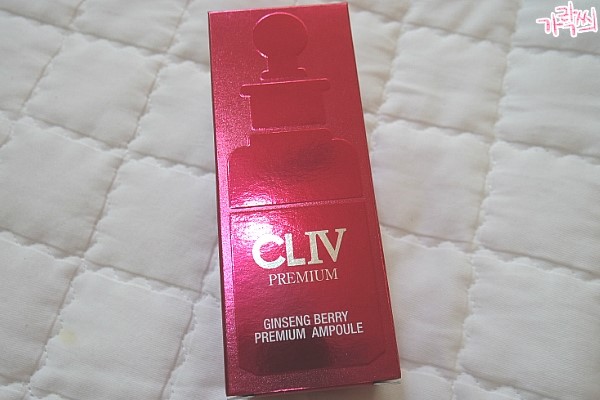 가락씨
CLIV
PREMIUM
GINSENG BERRY
PREMIUM AMPOULE